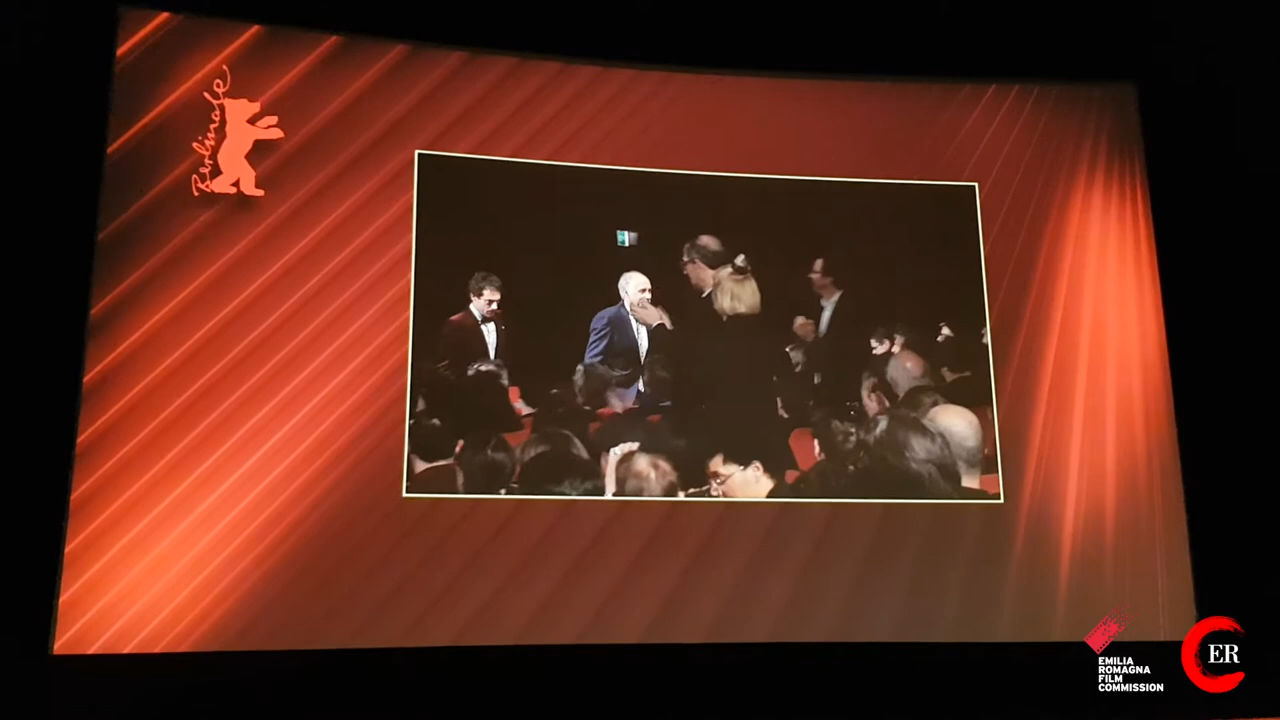 Berlinale
EMILIA
ROMAGNA
FILM
COMMISSION
ER